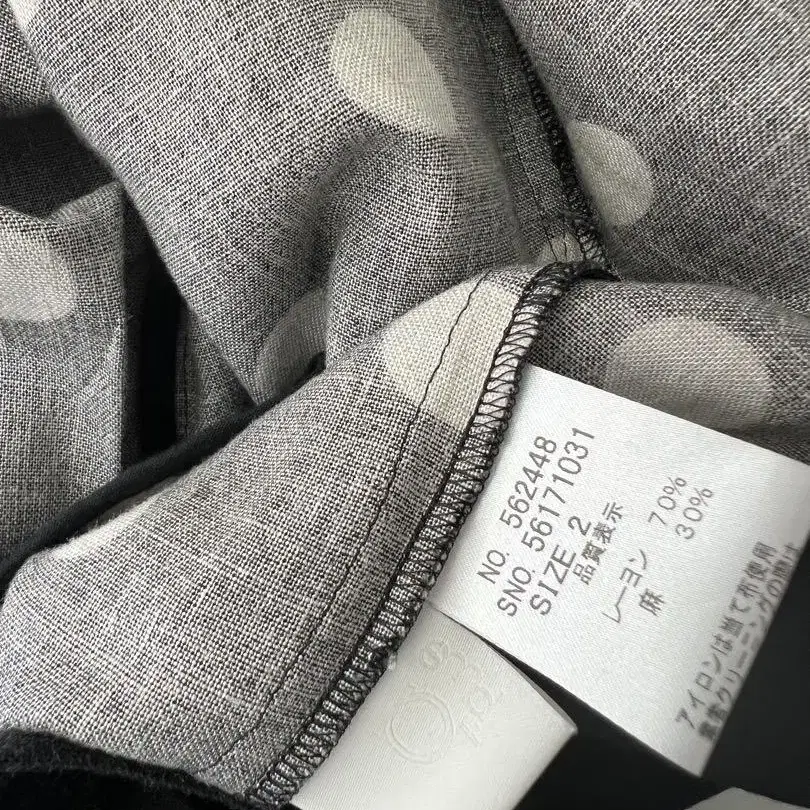 NO. 562448
SNO. 56171031
SIZE 2
品質表示
レーヨン 70%
麻 30%
アイロンは当て布使用